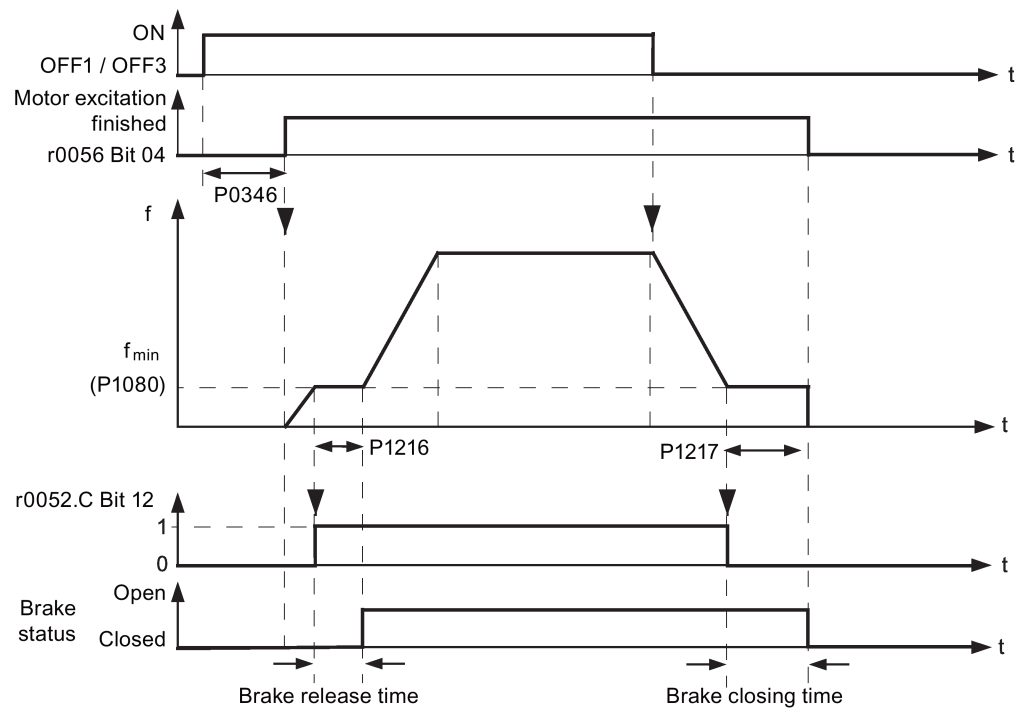 ON
OFF1 / OFF3
t
Motor excitation
finished
r0056 Bit 04
t
P0346
f
fmin
(P1080)
t
P1216
P1217
r0052.C Bit 12
1
0
t
Open
Brake
status
Closed
t
Brake release time
Brake closing time